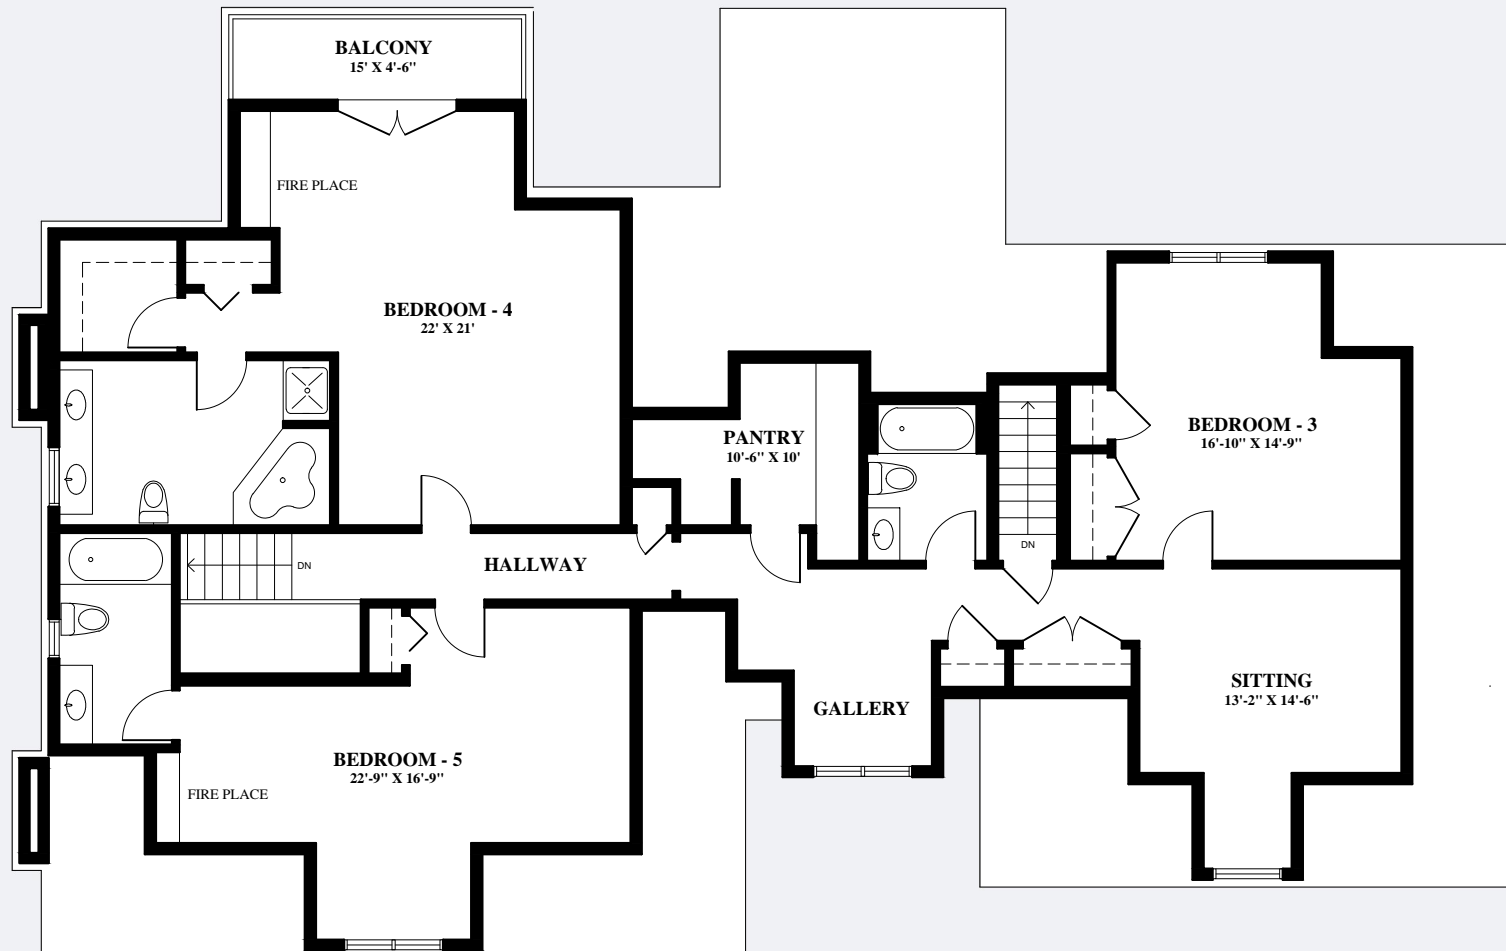 BALCONY
15' X 4'-6"
FIRE PLACE
BEDROOM - 4
22' X 21'
PANTRY
10'-6" X 10'
BEDROOM - 3
16'-10" X 14'-9"
DN
DN
HALLWAY
SITTING
13'-2" X 14'-6"
GALLERY
BEDROOM - 5
22'-9" X 16'-9"
FIRE PLACE